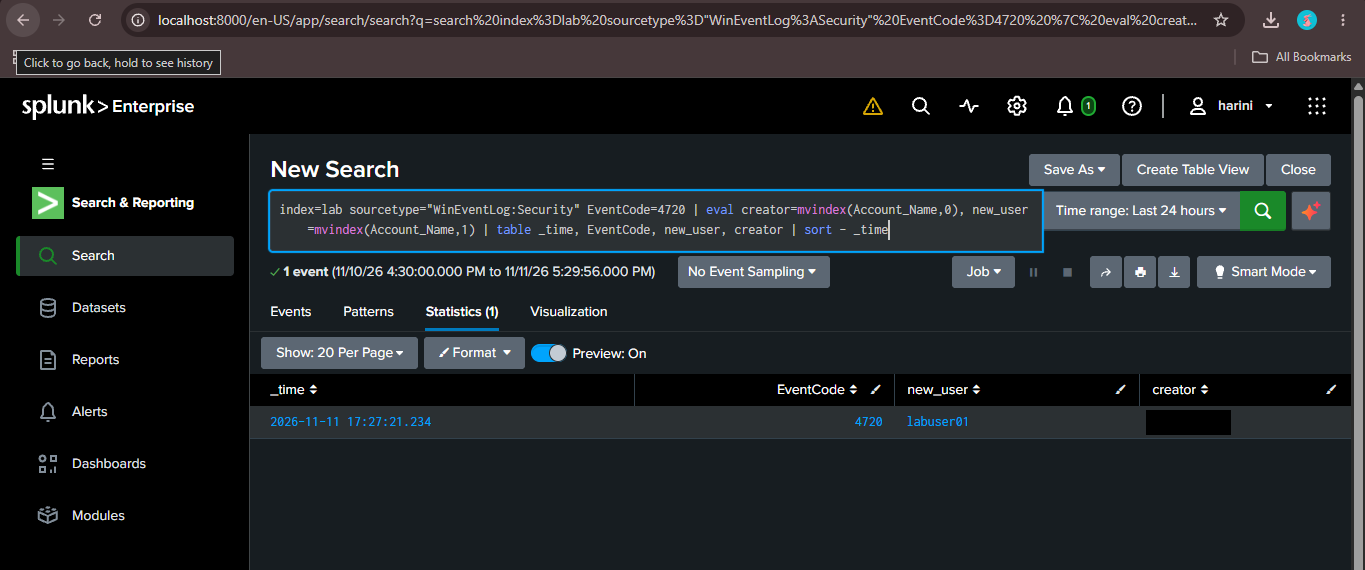 localhost:8000/en-US/app/search/search?q=search%20index%3Dlab%20sourcetype%3D"WinEventLog%3ASecurity"%20EventCode%3D4720%20%7C%20eval%20creat...
Click to go back, hold to see history
All Bookmarks
splunk>Enterprise
1
harini
Search & Reporting
Search
Datasets
Reports
Alerts
Dashboards
Modules
New Search
Save As
Create Table View
Close
index=lab sourcetype="WinEventLog:Security" EventCode=4720 | eval creator=mvindex(Account_Name,0), new_user
=mvindex(Account_Name,1) | table _time, EventCode, new_user, creator | sort - _time
Time range: Last 24 hours
✓ 1 event (11/10/26 4:30:00.000 PM to 11/11/26 5:29:56.000 PM)
No Event Sampling
Job
Smart Mode
Events
Patterns
Statistics (1)
Visualization
Show: 20 Per Page
Format
Preview: On
_time
EventCode
new_user
creator
2026-11-11 17:27:21.234
4720
labuser01